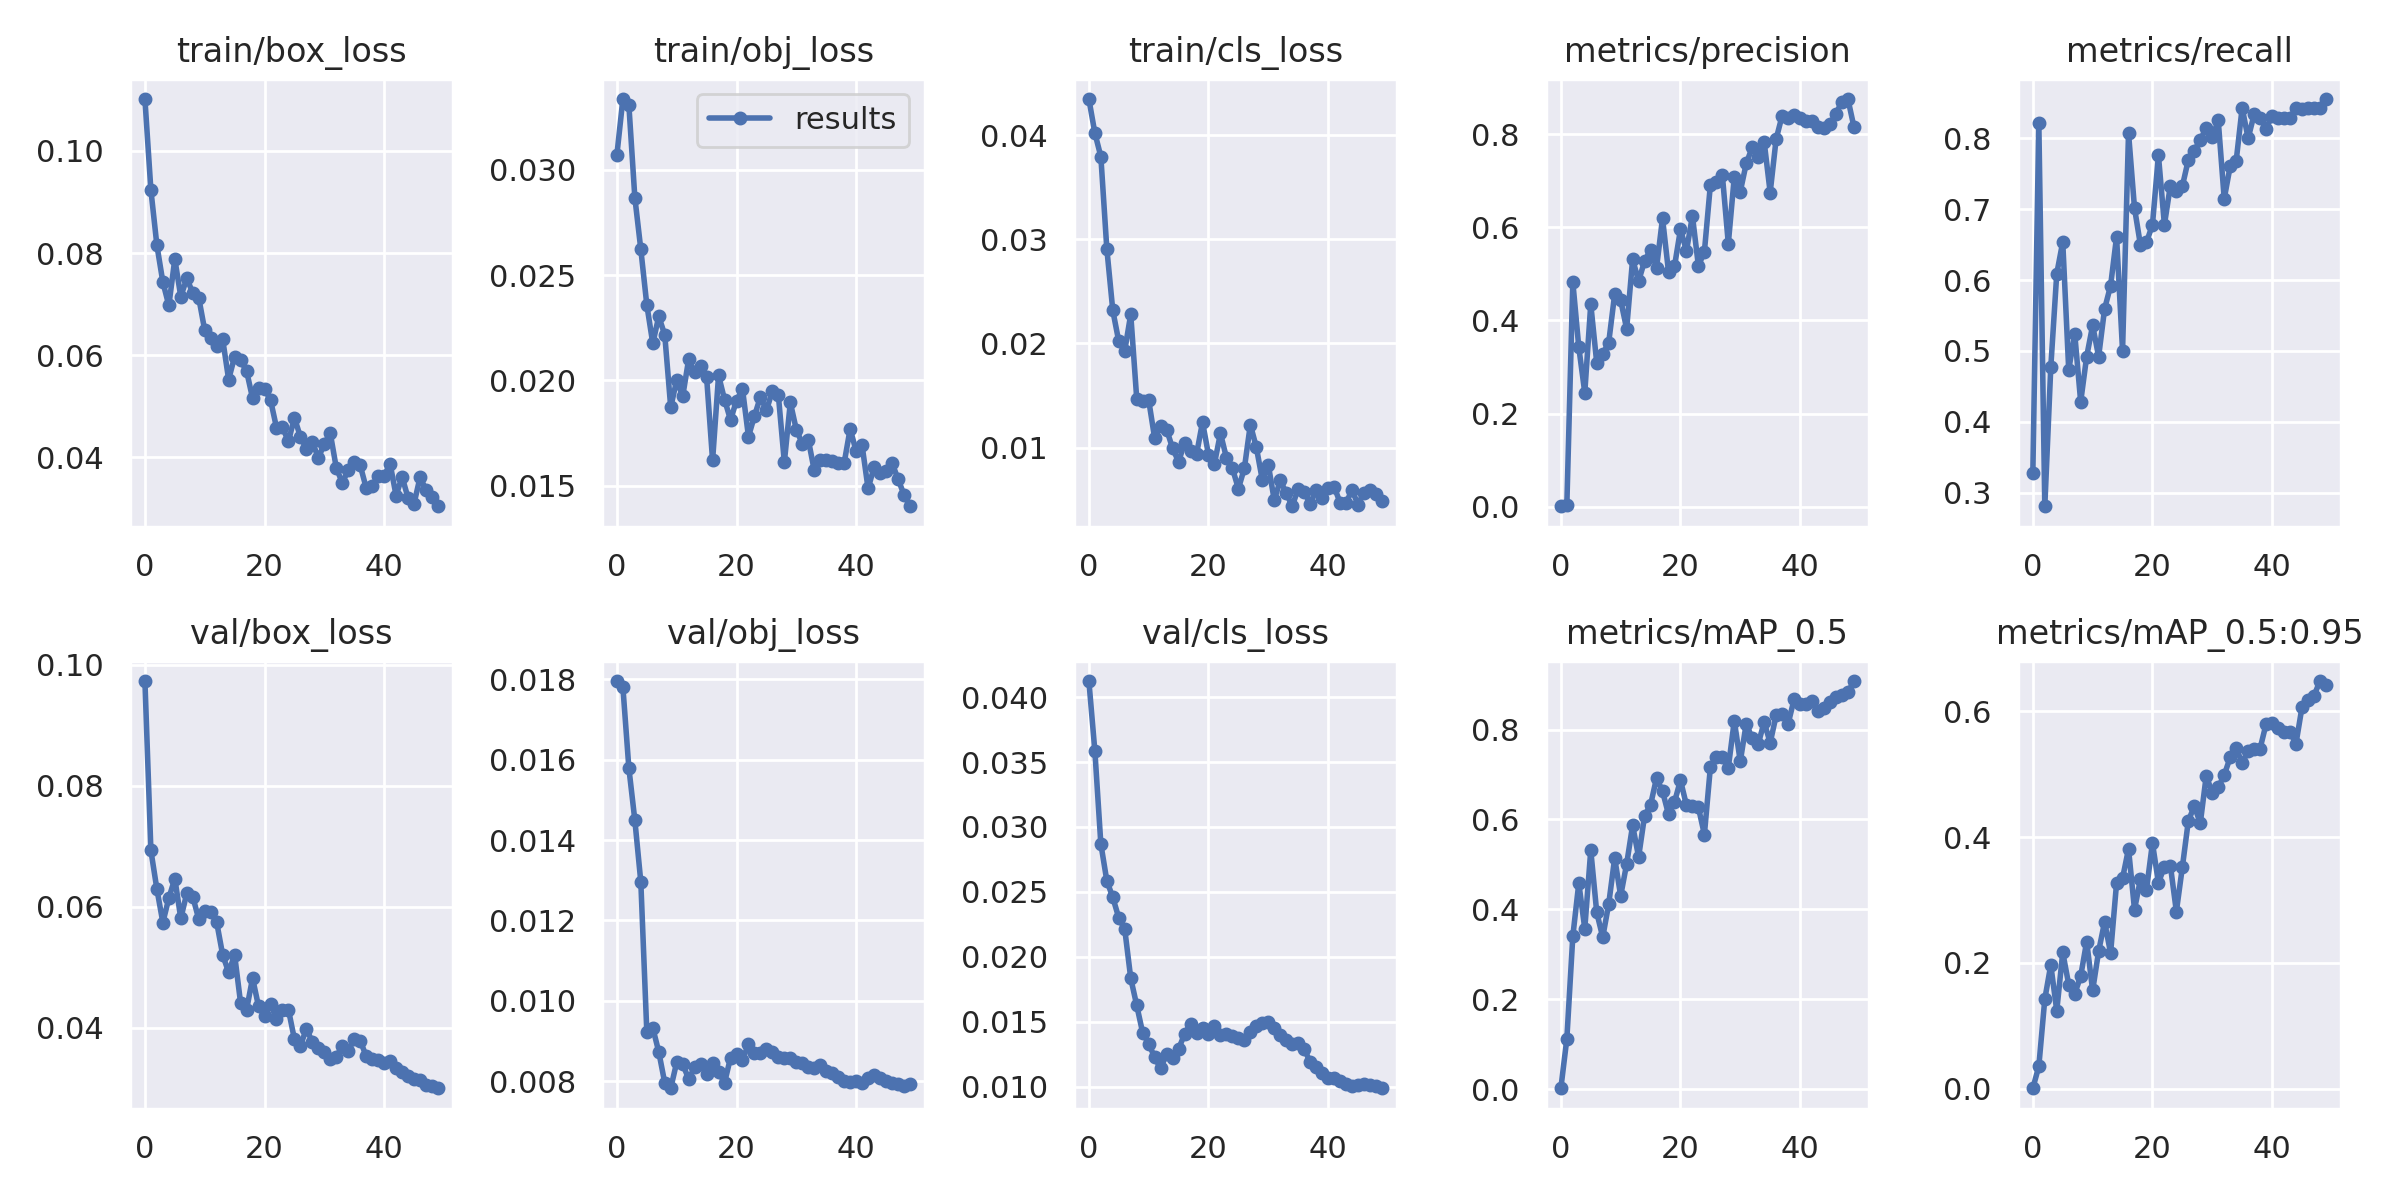 train/box_loss
0.10
0.08
0.06
0.04
0 20 40
train/obj_loss
results
0.030
0.025
0.020
0.015
0 20 40
train/cls_loss
0.04
0.03
0.02
0.01
0 20 40
metrics/precision
0.8
0.6
0.4
0.2
0.0
0 20 40
metrics/recall
0.8
0.7
0.6
0.5
0.4
0.3
0 20 40
val/box_loss
0.10
0.08
0.06
0.04
0 20 40
val/obj_loss
0.018
0.016
0.014
0.012
0.010
0.008
0 20 40
val/cls_loss
0.040
0.035
0.030
0.025
0.020
0.015
0.010
0 20 40
metrics/mAP_0.5
0.8
0.6
0.4
0.2
0.0
0 20 40
metrics/mAP_0.5:0.95
0.6
0.4
0.2
0.0
0 20 40